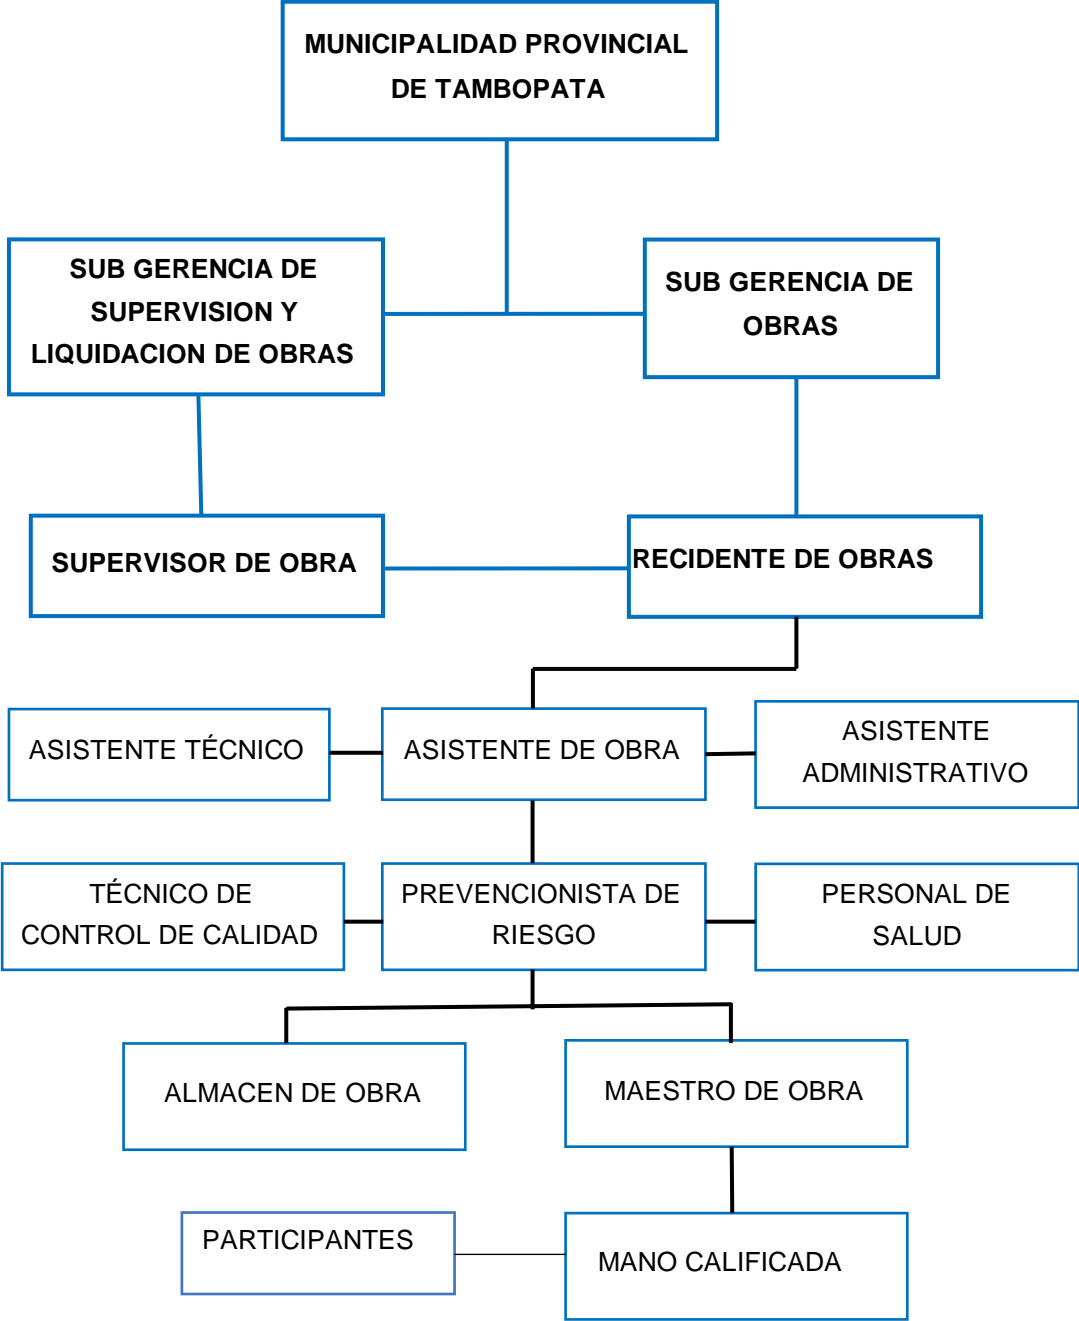 MUNICIPALIDAD PROVINCIAL
DE TAMBOPATA
SUB GERENCIA DE
SUPERVISION Y
LIQUIDACION DE OBRAS
SUB GERENCIA DE
OBRAS
SUPERVISOR DE OBRA
RECIDENTE DE OBRAS
ASISTENTE TÉCNICO
ASISTENTE DE OBRA
ASISTENTE
ADMINISTRATIVO
TÉCNICO DE
CONTROL DE CALIDAD
PREVENCIONISTA DE
RIESGO
PERSONAL DE
SALUD
ALMACEN DE OBRA
MAESTRO DE OBRA
PARTICIPANTES
MANO CALIFICADA